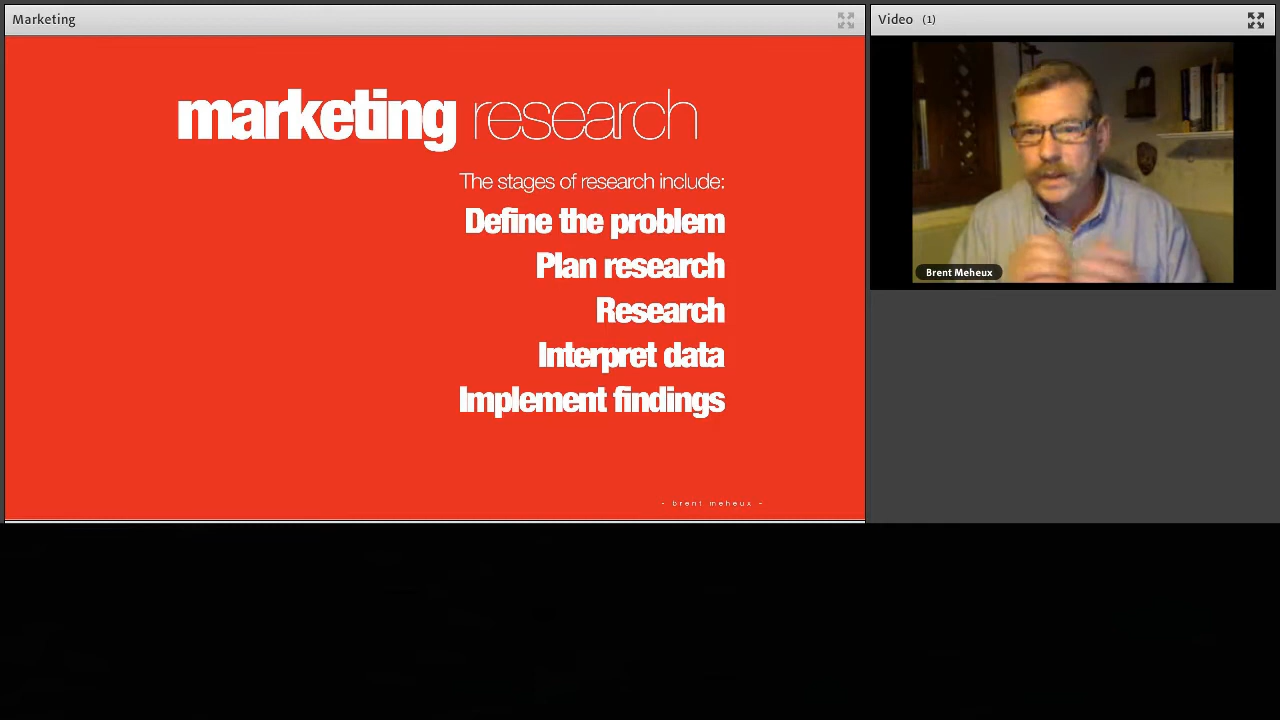 Marketing
Video (1)
marketing research
The stages of research include:
Define the problem
Plan research
Research
Interpret data
Implement findings
- brent meheux -
Brent Meheux